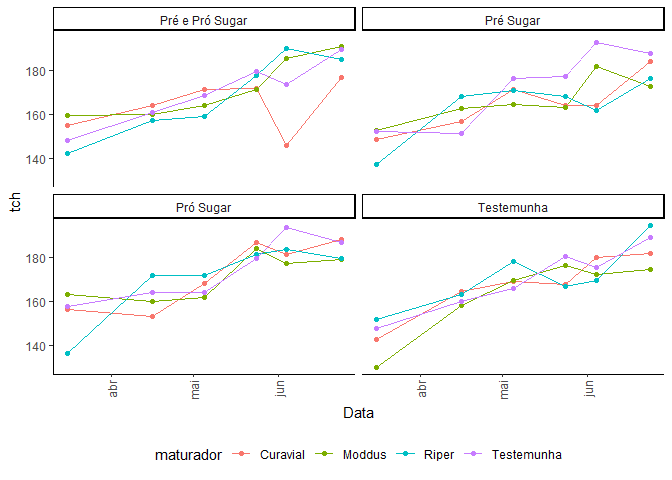 Pré e Pró Sugar Pré Sugar
180
160
140
Pró Sugar Testemunha
180
160
140
tch
abr mai jun abr mai jun
Data
maturador Curavial Moddus Riper Testemunha